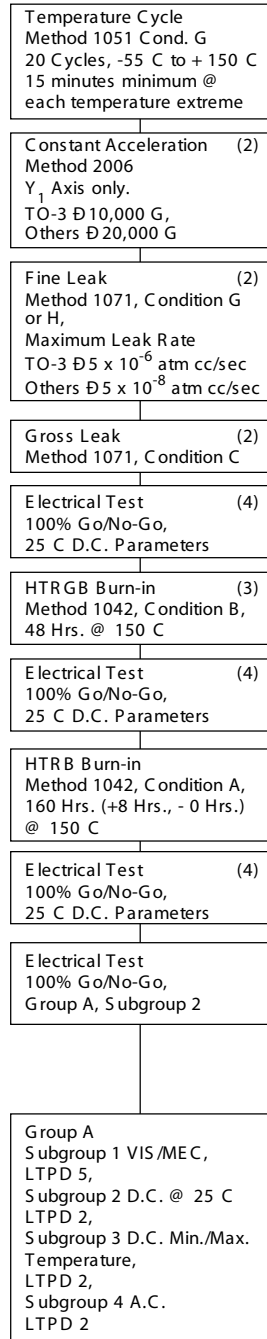 Temperature Cycle
Method 1051 Cond. G
20 Cycles, -55 C to + 150 C
15 minutes minimum @
each temperature extreme
Constant Acceleration (2)
Method 2006
Y1 Axis only.
TO-3 Ð 10,000 G,
Others Ð 20,000 G
Fine Leak (2)
Method 1071, Condition G
or H,
Maximum Leak Rate
TO-3 Ð 5 x 10-6 atm cc/sec
Others Ð 5 x 10-8 atm cc/sec
Gross Leak (2)
Method 1071, Condition C
Electrical Test (4)
100% Go/No-Go,
25 C D.C. Parameters
HTRGB Burn-in (3)
Method 1042, Condition B,
48 Hrs. @ 150 C
Electrical Test (4)
100% Go/No-Go,
25 C D.C. Parameters
HTRB Burn-in
Method 1042, Condition A,
160 Hrs. (+8 Hrs., - 0 Hrs.)
@ 150 C
Electrical Test (4)
100% Go/No-Go,
25 C D.C. Parameters
Electrical Test
100% Go/No-Go,
Group A, Subgroup 2
Group A
Subgroup 1 VIS/MEC,
LTPD 5,
Subgroup 2 D.C. @ 25 C
LTPD 2,
Subgroup 3 D.C. Min./Max.
Temperature,
LTPD 2,
Subgroup 4 A.C.
LTPD 2